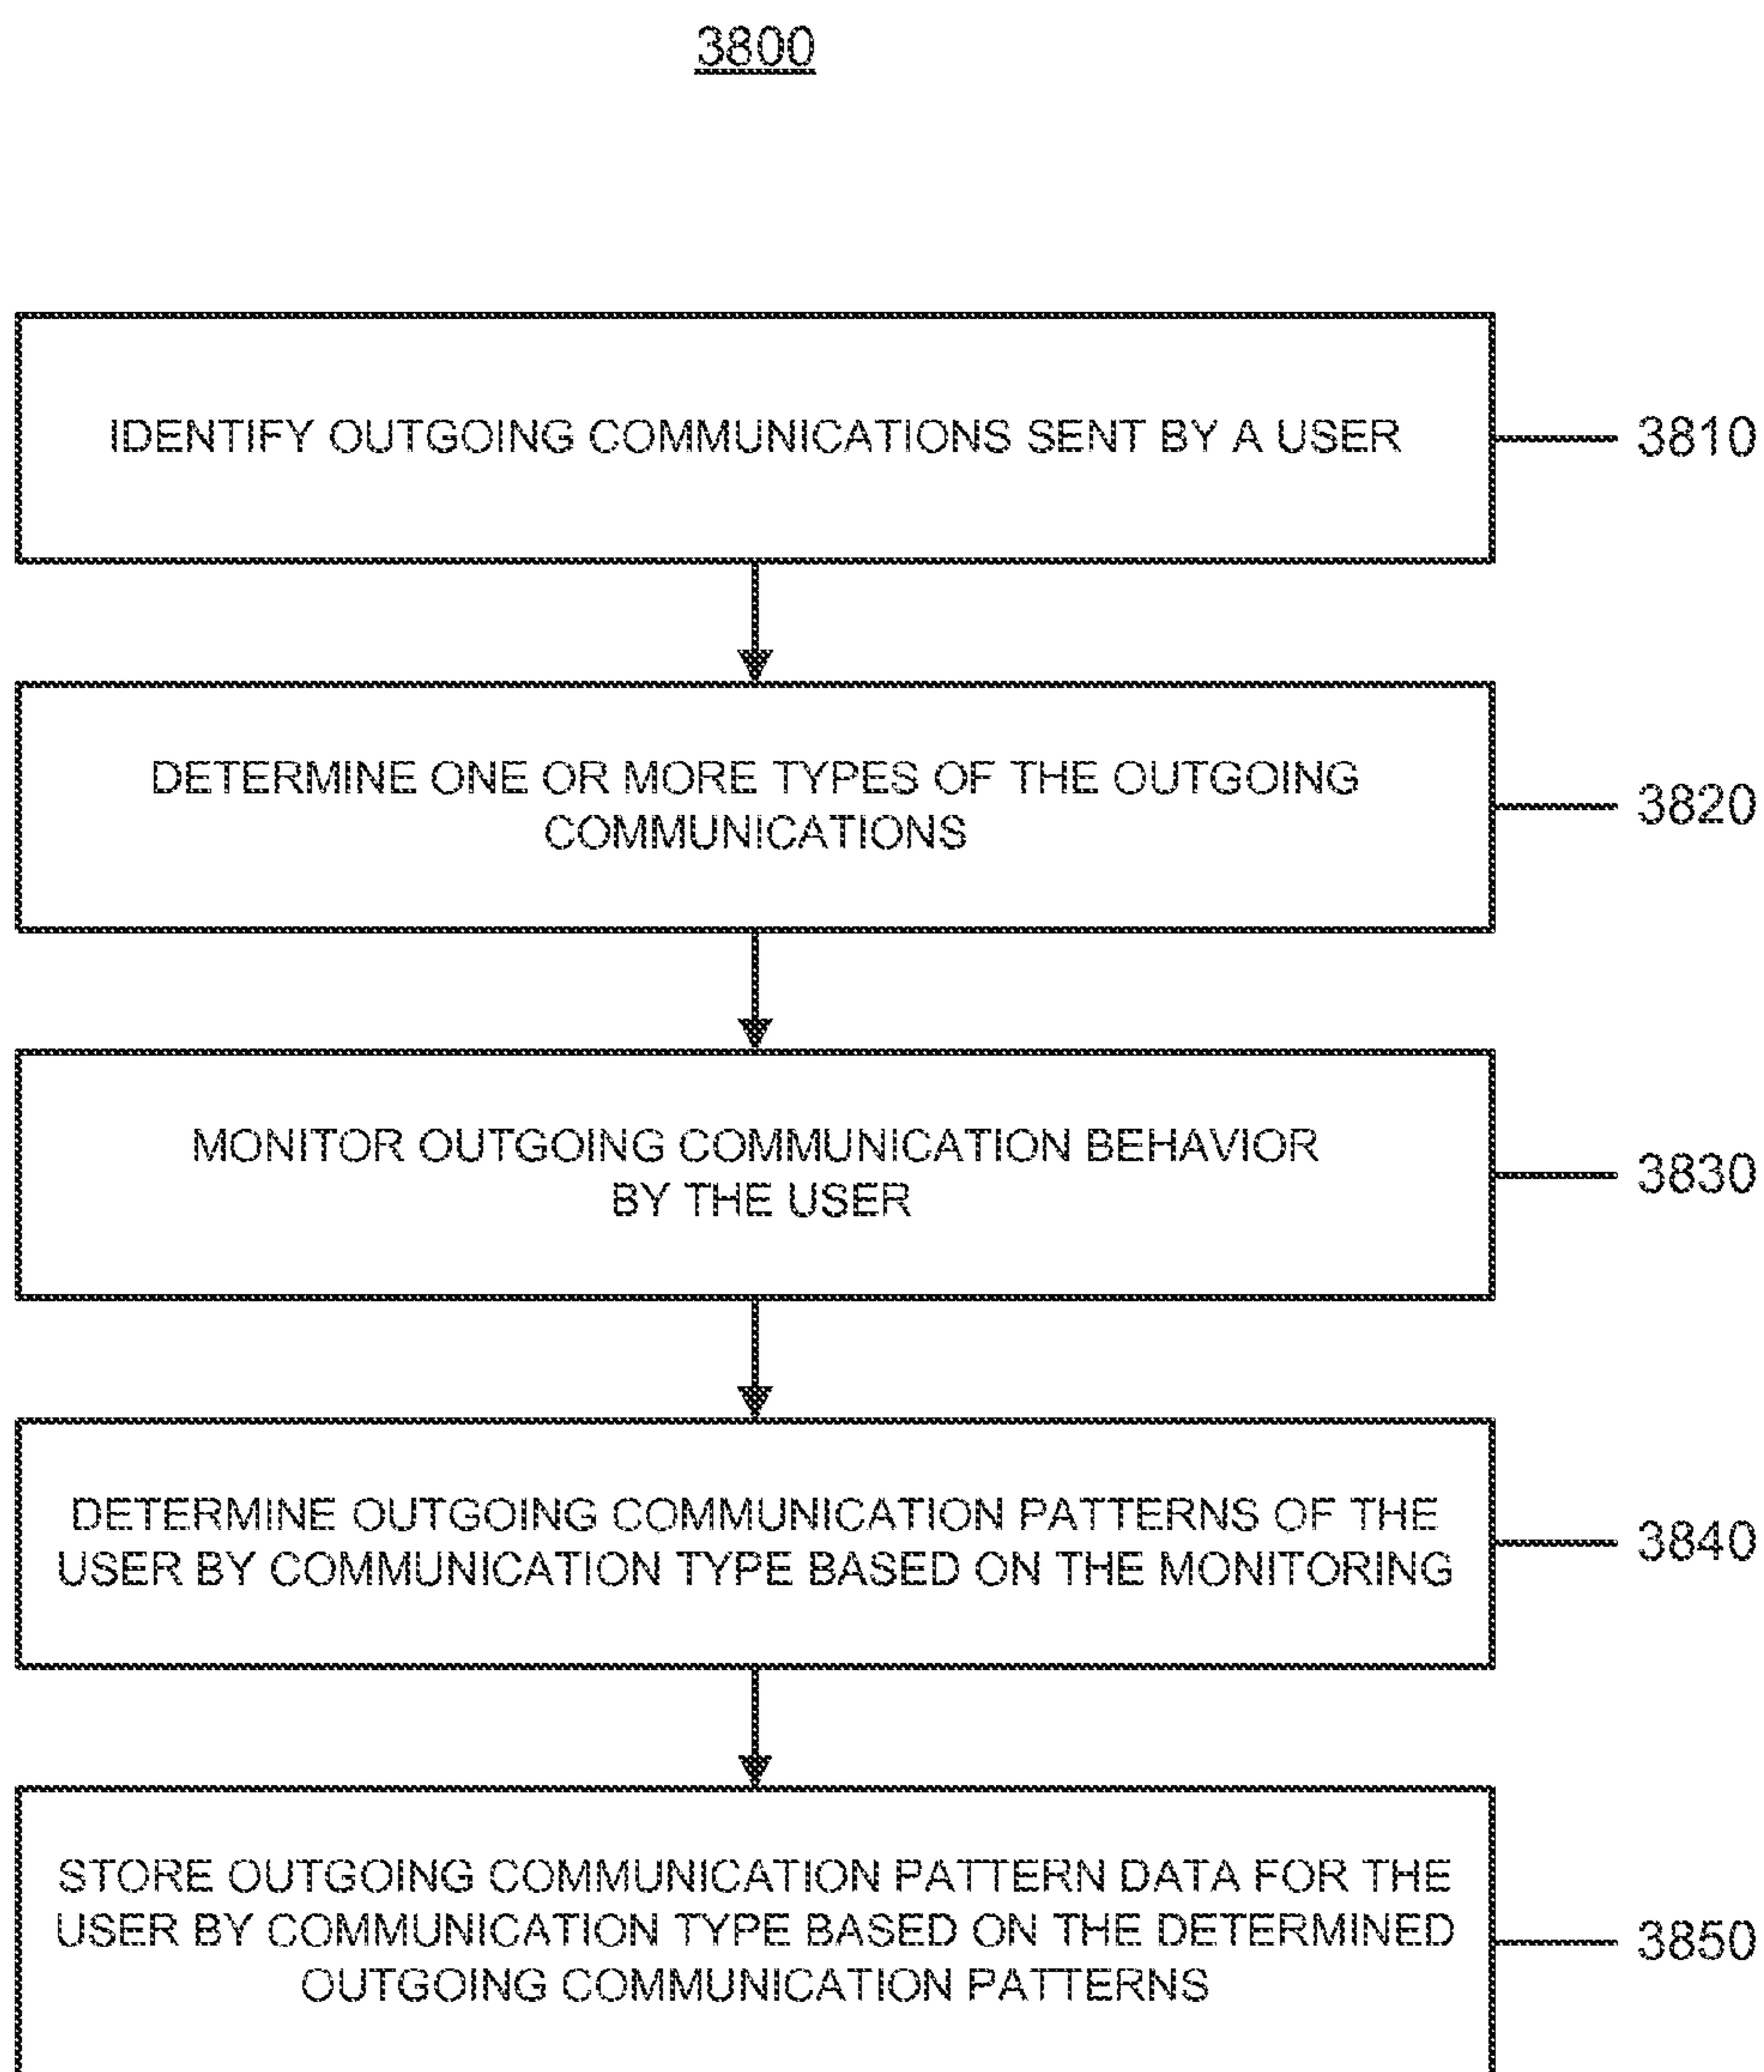 3800
IDENTIFY OUTGOING COMMUNICATIONS SENT BY A USER
3810
DETERMINE ONE OR MORE TYPES OF THE OUTGOING
COMMUNICATIONS
3820
MONITOR OUTGOING COMMUNICATION BEHAVIOR
BY THE USER
3830
DETERMINE OUTGOING COMMUNICATION PATTERNS OF THE
USER BY COMMUNICATION TYPE BASED ON THE MONITORING
3840
STORE OUTGOING COMMUNICATION PATTERN DATA FOR THE
USER BY COMMUNICATION TYPE BASED ON THE DETERMINED
OUTGOING COMMUNICATION PATTERNS
3850